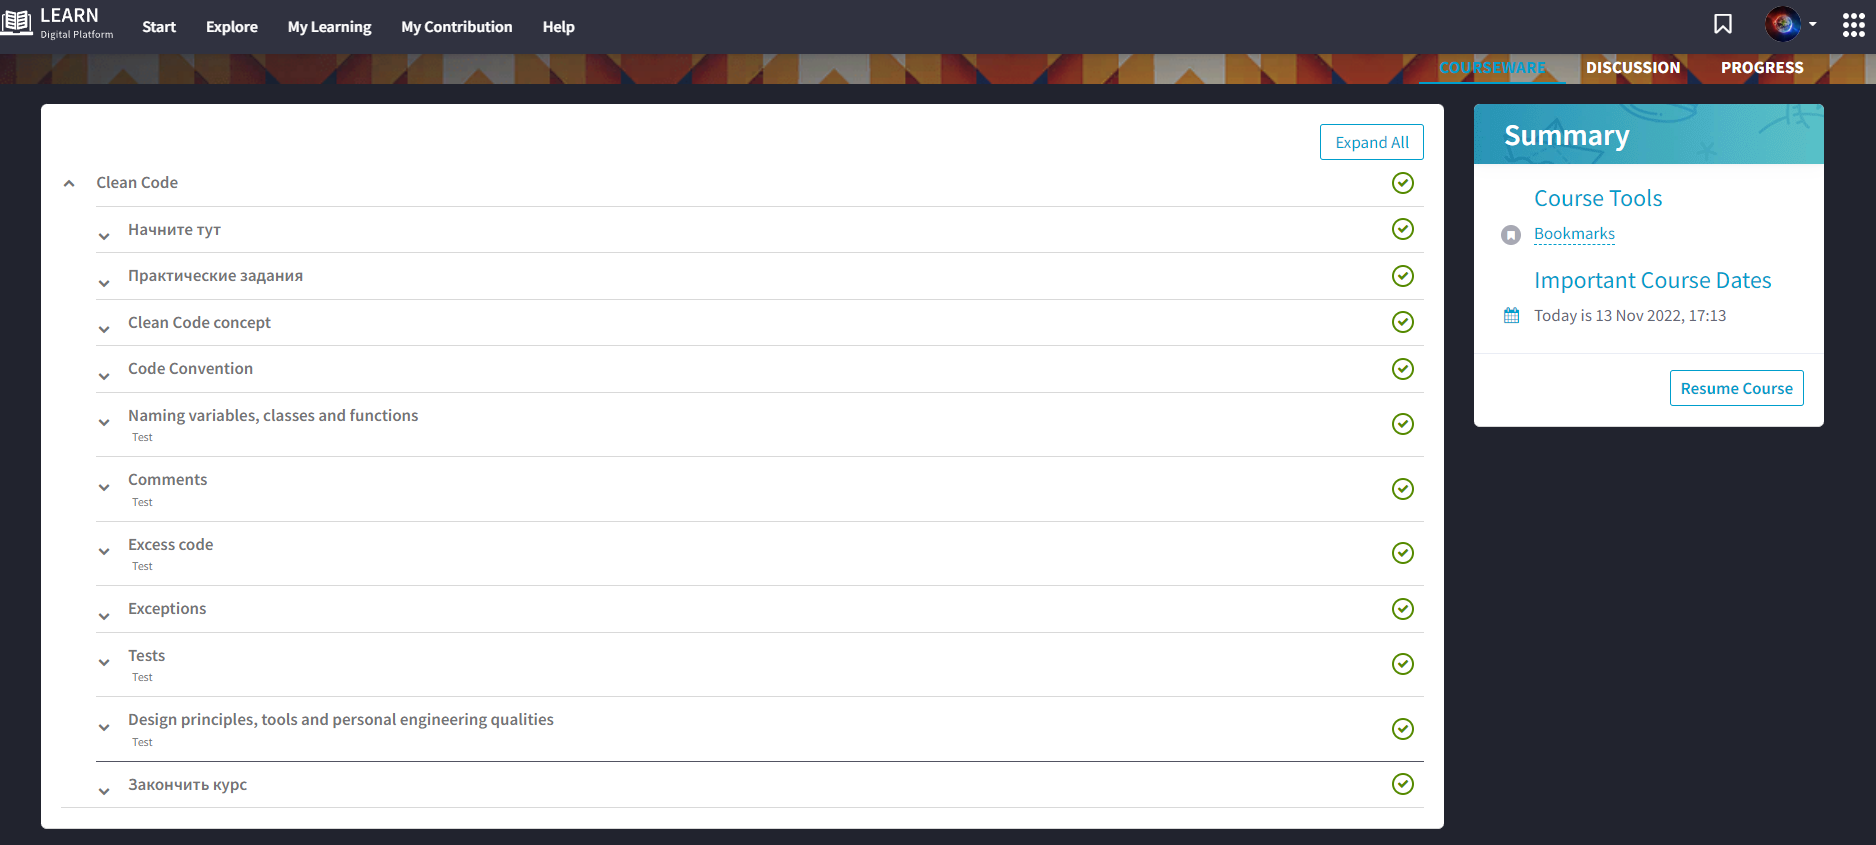 LEARN
Digital Platform
Start
Explore
My Learning
My Contribution
Help
COURSEWARE
DISCUSSION
PROGRESS
Expand All
Clean Code
Начните тут
Практические задания
Clean Code concept
Code Convention
Naming variables, classes and functions
Test
Comments
Test
Excess code
Test
Exceptions
Tests
Test
Design principles, tools and personal engineering qualities
Test
Закончить курс
Summary
Course Tools
Bookmarks
Important Course Dates
Today is 13 Nov 2022, 17:13
Resume Course